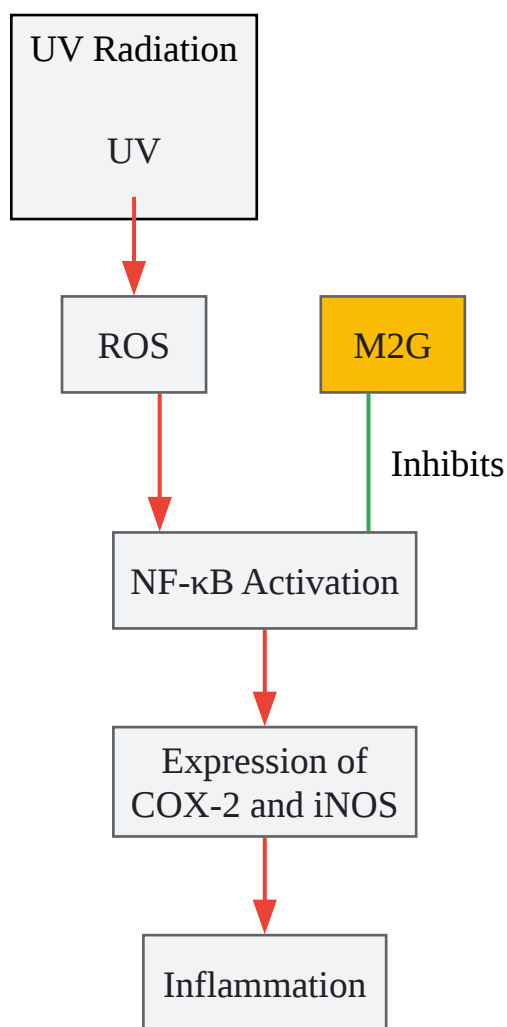 UV Radiation
UV
ROS
M2G
Inhibits
NF-κB Activation
Expression of
COX-2 and iNOS
Inflammation